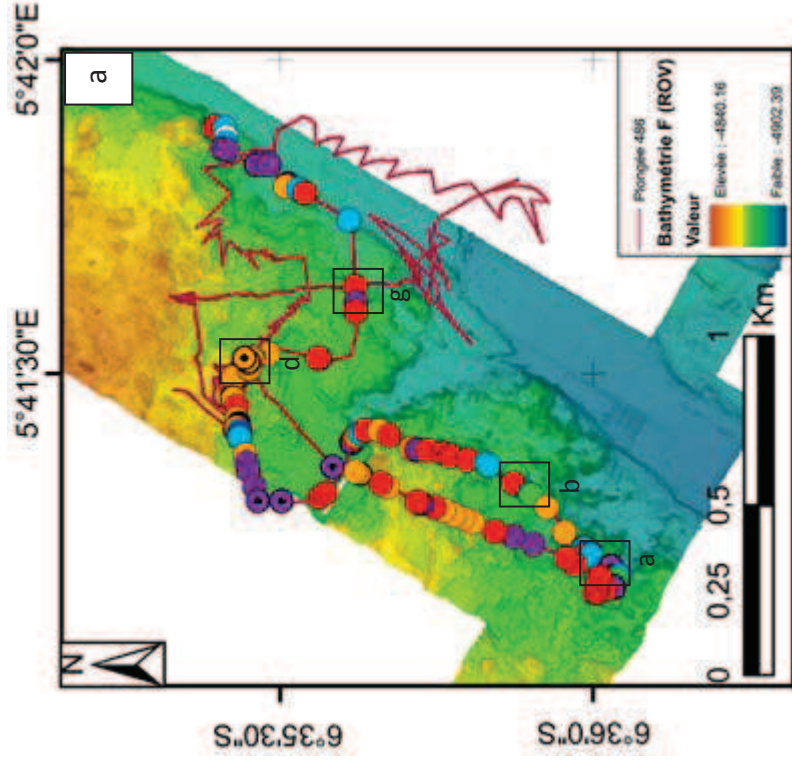 5°41'30"E
5°42'0"E
a
N
6°35'30"S
6°36'0"S
d
g
b
a
Plongée 486
Bathymétrie F (ROV)
Valeur
Elevée : -4840.16
Faible : -4902.39
0
0,25
0,5
1
Km